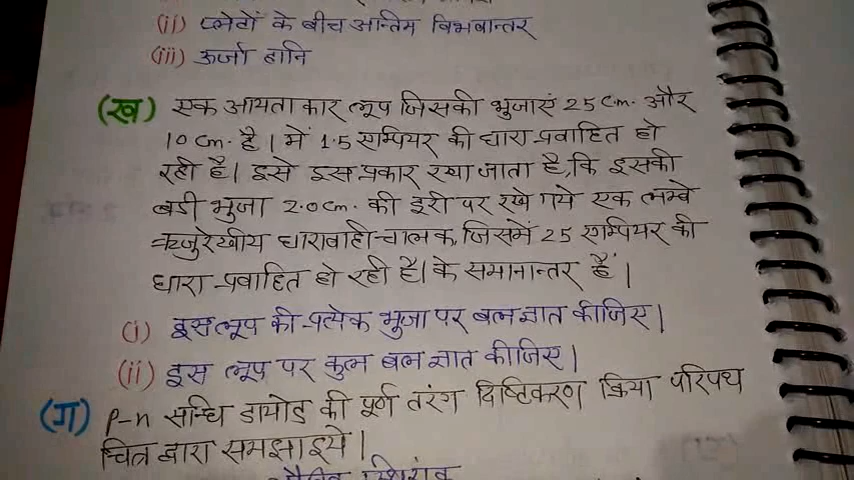 (ii) प्लेटों के बीच अन्तिम विभवान्तर
(iii) ऊर्जा हानि
(ख) एक आयताकार लूप जिसकी भुजाएं 25 cm. और
10 cm. है। में 1.5 एम्पियर की धारा प्रवाहित हो
रही है। इसे इस प्रकार रखा जाता है, कि इसकी
बडी भुजा 2.0 cm. की दूरी पर रखे गये एक लम्बे
ऋजुरेखीय धारावाही चालक, जिसमें 25 एम्पियर की
धारा प्रवाहित हो रही है। के समानान्तर है।
(i) इस लूप की प्रत्येक भुजा पर बल ज्ञात कीजिए।
(ii) इस लूप पर कुल बल ज्ञात कीजिए।
(ग) P-n सन्धि डायोड की पूर्ण तरंग दिष्टिकरण क्रिया परिपथ
चित्र द्वारा समझाइये।